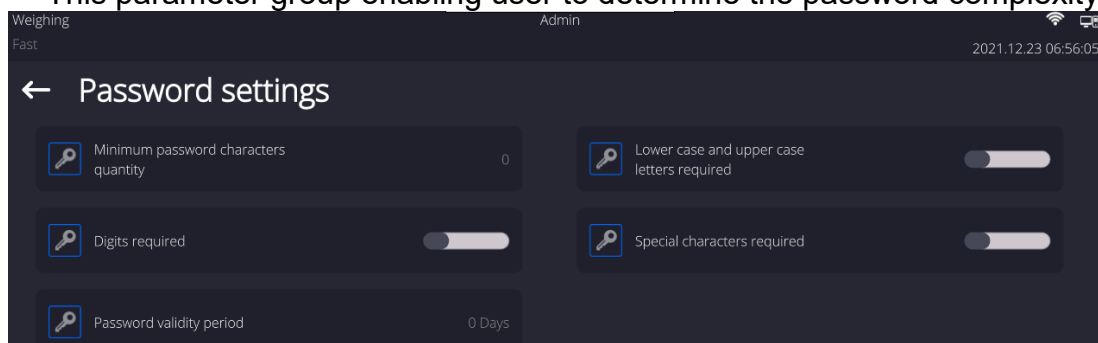 This parameter group enabling user to determine the password complexity
Weighing Admin
Fast 2021.12.23 06:56:05
← Password settings
Minimum password characters
quantity
0
Lower case and upper case
letters required
Digits required
Special characters required
Password validity period
0 Days